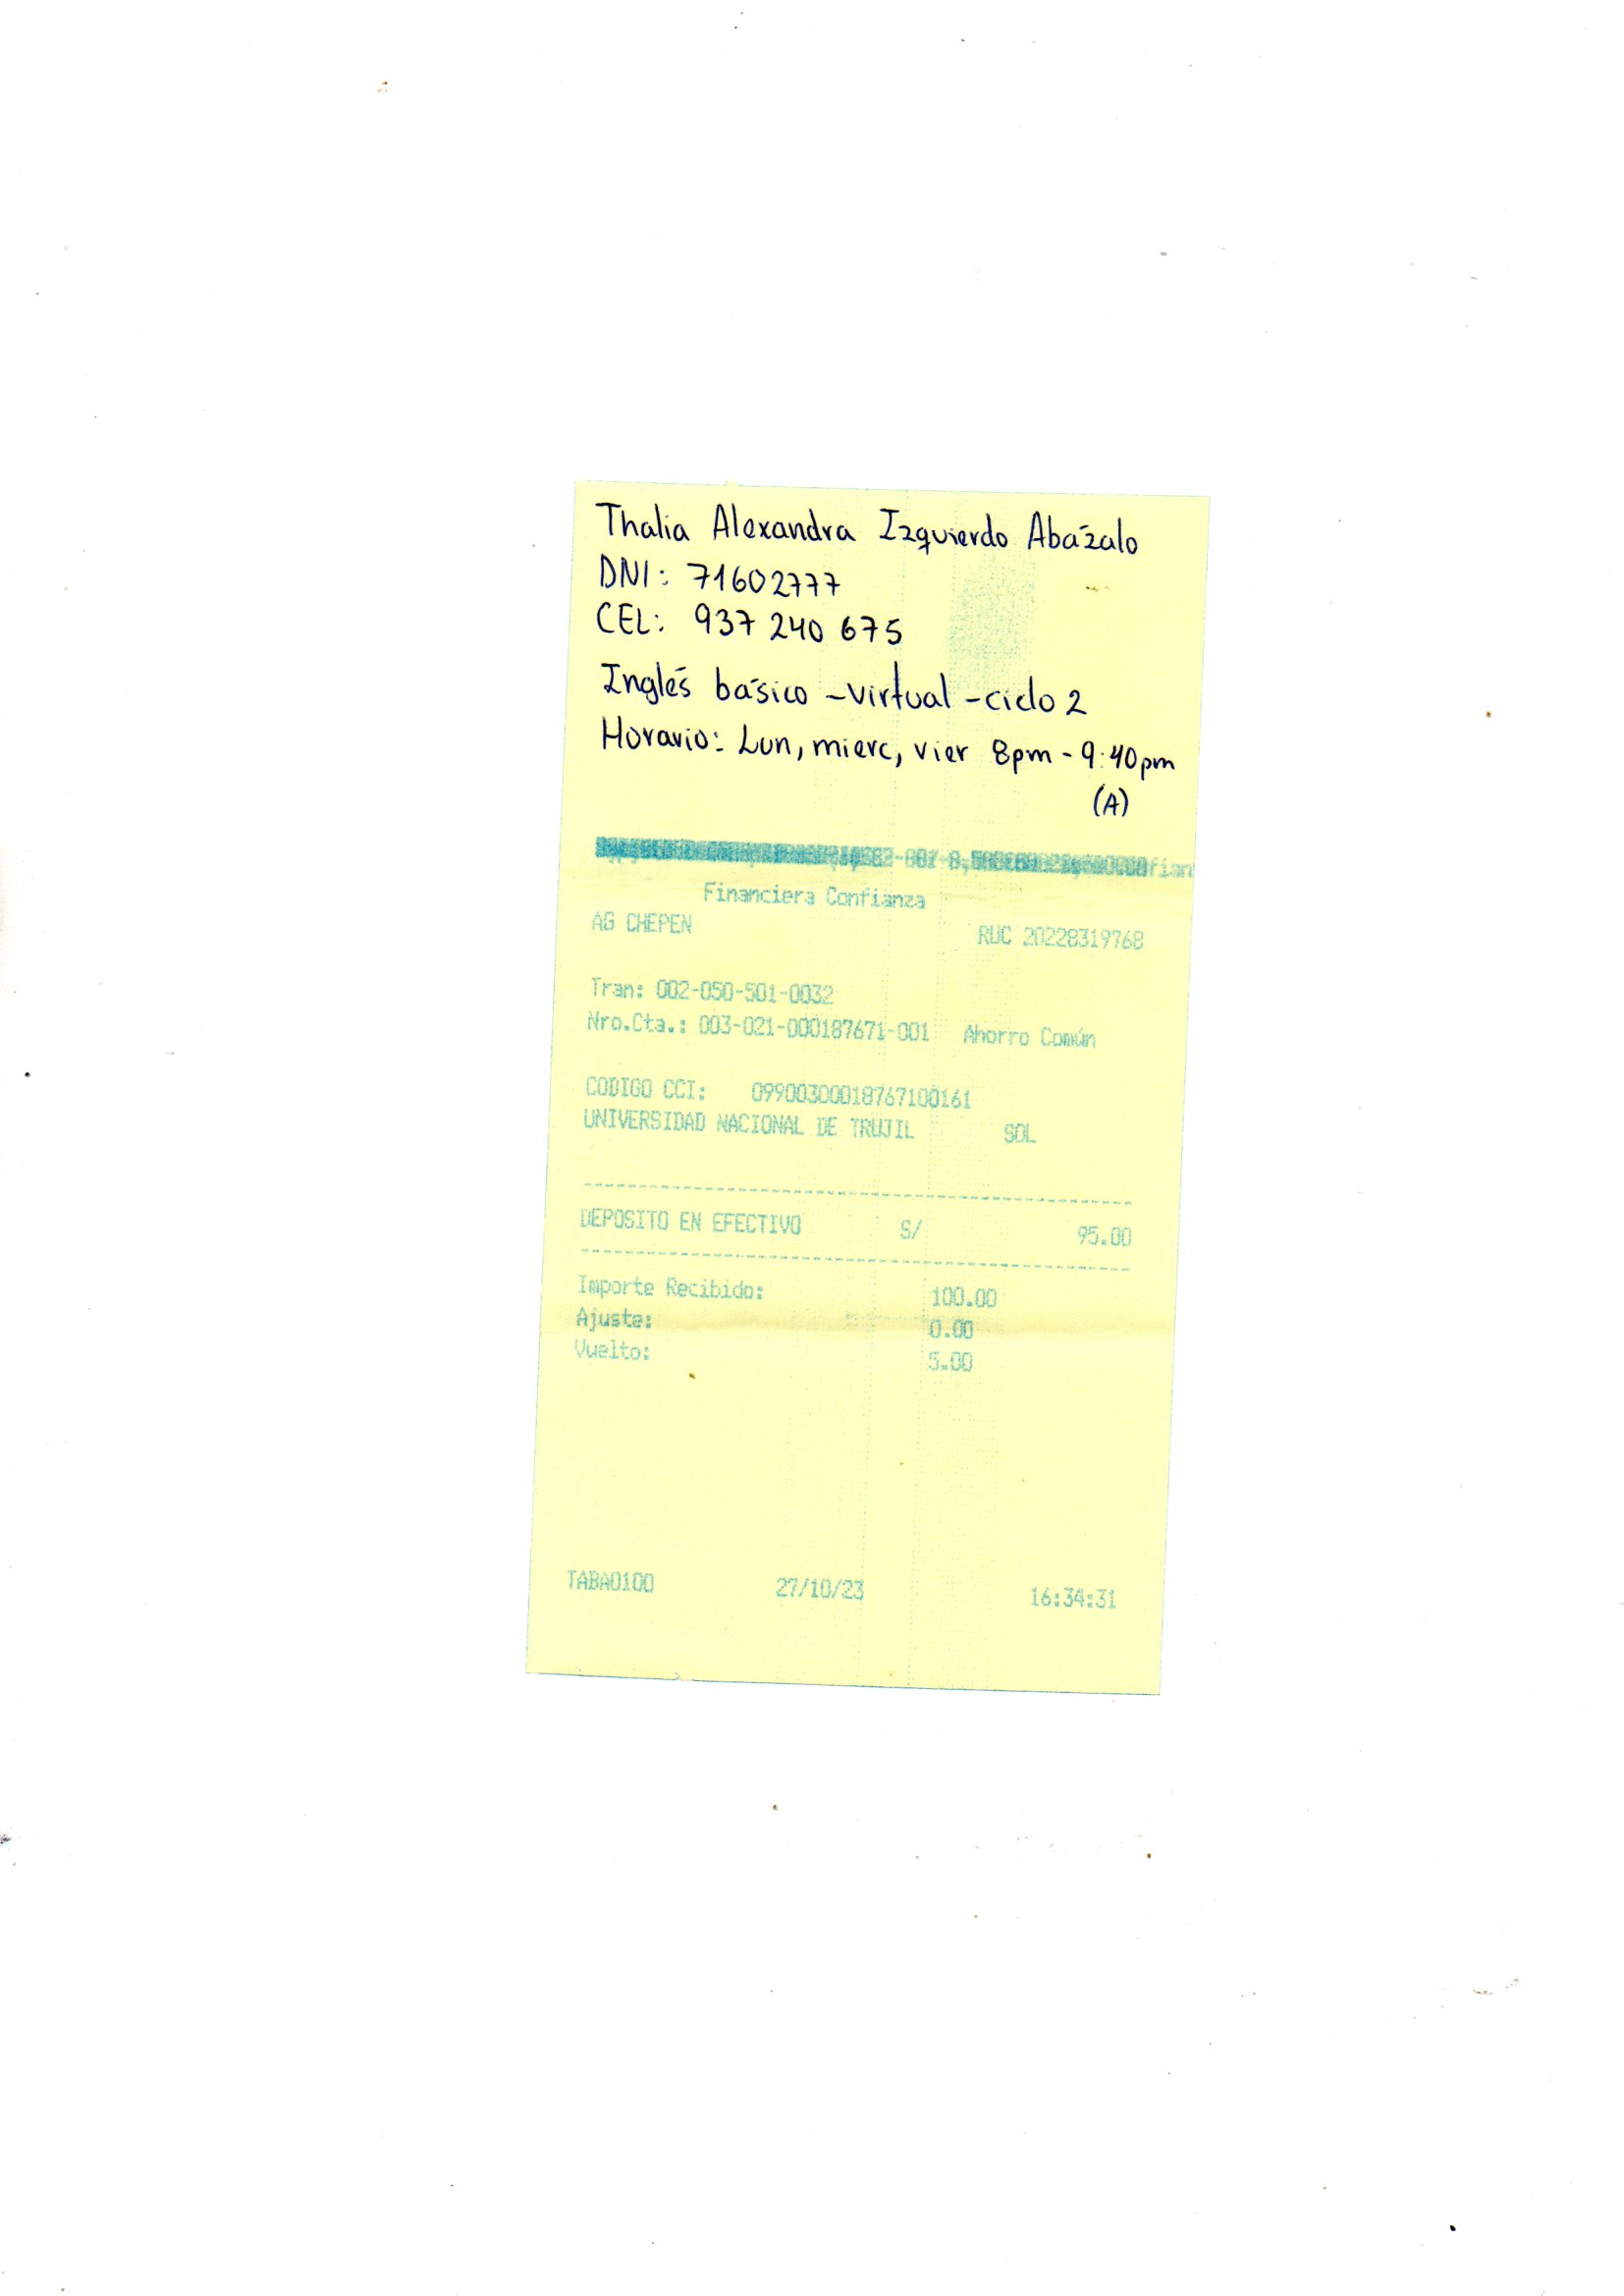 Thalia Alexandra Izquierdo Abázalo
DNI: 71602777
CEL: 937 240 675
Inglés básico - virtual - ciclo 2
Horario: Lun, mierc, vier 8pm - 9:40pm
(A)
Financiera Confianza
AG CHEPEN RUC 20228319768
Tran: 002-050-501-0032
Nro.Cta.: 003-021-000187671-001 Ahorro Común
CODIGO CCI: 09900300018767100161
UNIVERSIDAD NACIONAL DE TRUJIL SOL
DEPOSITO EN EFECTIVO S/ 95.00
Importe Recibido: 100.00
Ajuste: 0.00
Vuelto: 5.00
TABA0100 27/10/23 16:34:31